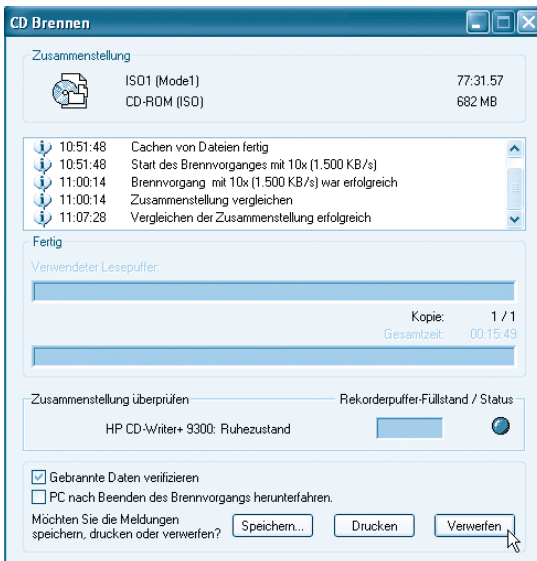 CD Brennen
Zusammenstellung
ISO1 (Mode1) 77:31.57
CD-ROM (ISO) 682 MB
10:51:48 Cachen von Dateien fertig
10:51:48 Start des Brennvorganges mit 10x (1.500 KB/s)
11:00:14 Brennvorgang mit 10x (1.500 KB/s) war erfolgreich
11:00:14 Zusammenstellung vergleichen
11:07:28 Vergleichen der Zusammenstellung erfolgreich
Fertig
Verwendeter Lesepuffer:
Kopie: 1 / 1
Gesamtzeit: 00:15:49
Zusammenstellung überprüfen Rekorderpuffer-Füllstand / Status
HP CD-Writer+ 9300: Ruhezustand
Gebrannte Daten verifizieren
PC nach Beenden des Brennvorgangs herunterfahren.
Möchten Sie die Meldungen
speichern, drucken oder verwerfen? Speichern... Drucken Verwerfen